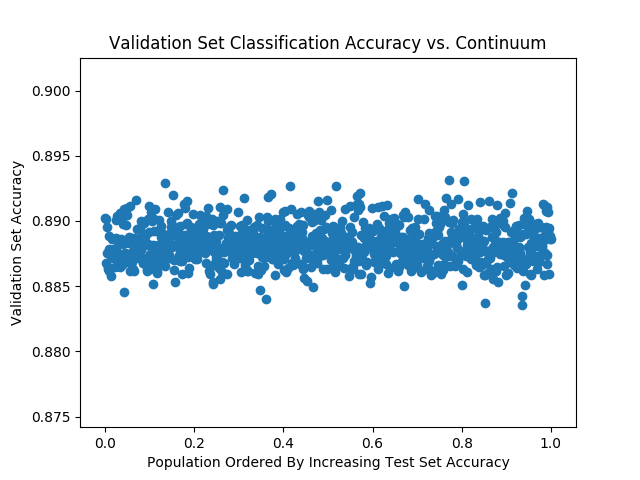 Validation Set Classification Accuracy vs. Continuum
0.900
0.895
0.890
0.885
0.880
0.875
Validation Set Accuracy
0.0 0.2 0.4 0.6 0.8 1.0
Population Ordered By Increasing Test Set Accuracy